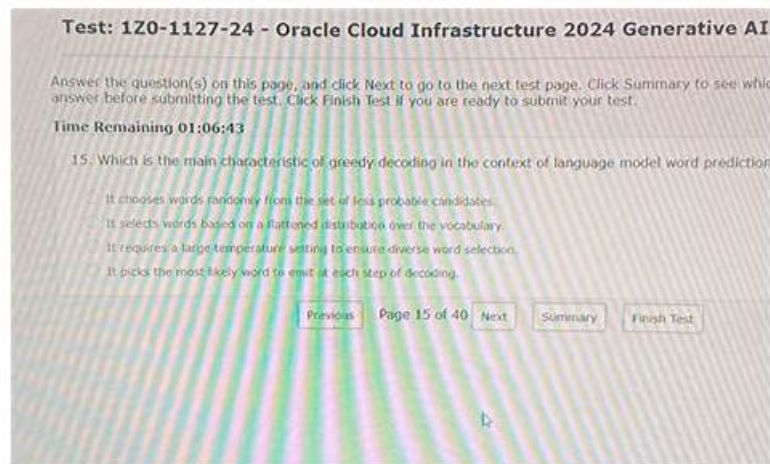 Test: 1Z0-1127-24 - Oracle Cloud Infrastructure 2024 Generative AI
Answer the question(s) on this page, and click Next to go to the next test page. Click Summary to see
answer before submitting the test. Click Finish Test if you are ready to submit your test.
Time Remaining 01:06:43
15. Which is the main characteristic of greedy decoding in the context of language model word prediction
It chooses words randomly from the set of less probable candidates.
It selects words based on a flattened distribution over the vocabulary.
It requires a large temperature setting to ensure diverse word selection.
It picks the most likely word to emit at each step of decoding.
Previous Page 15 of 40 Next Summary Finish Test